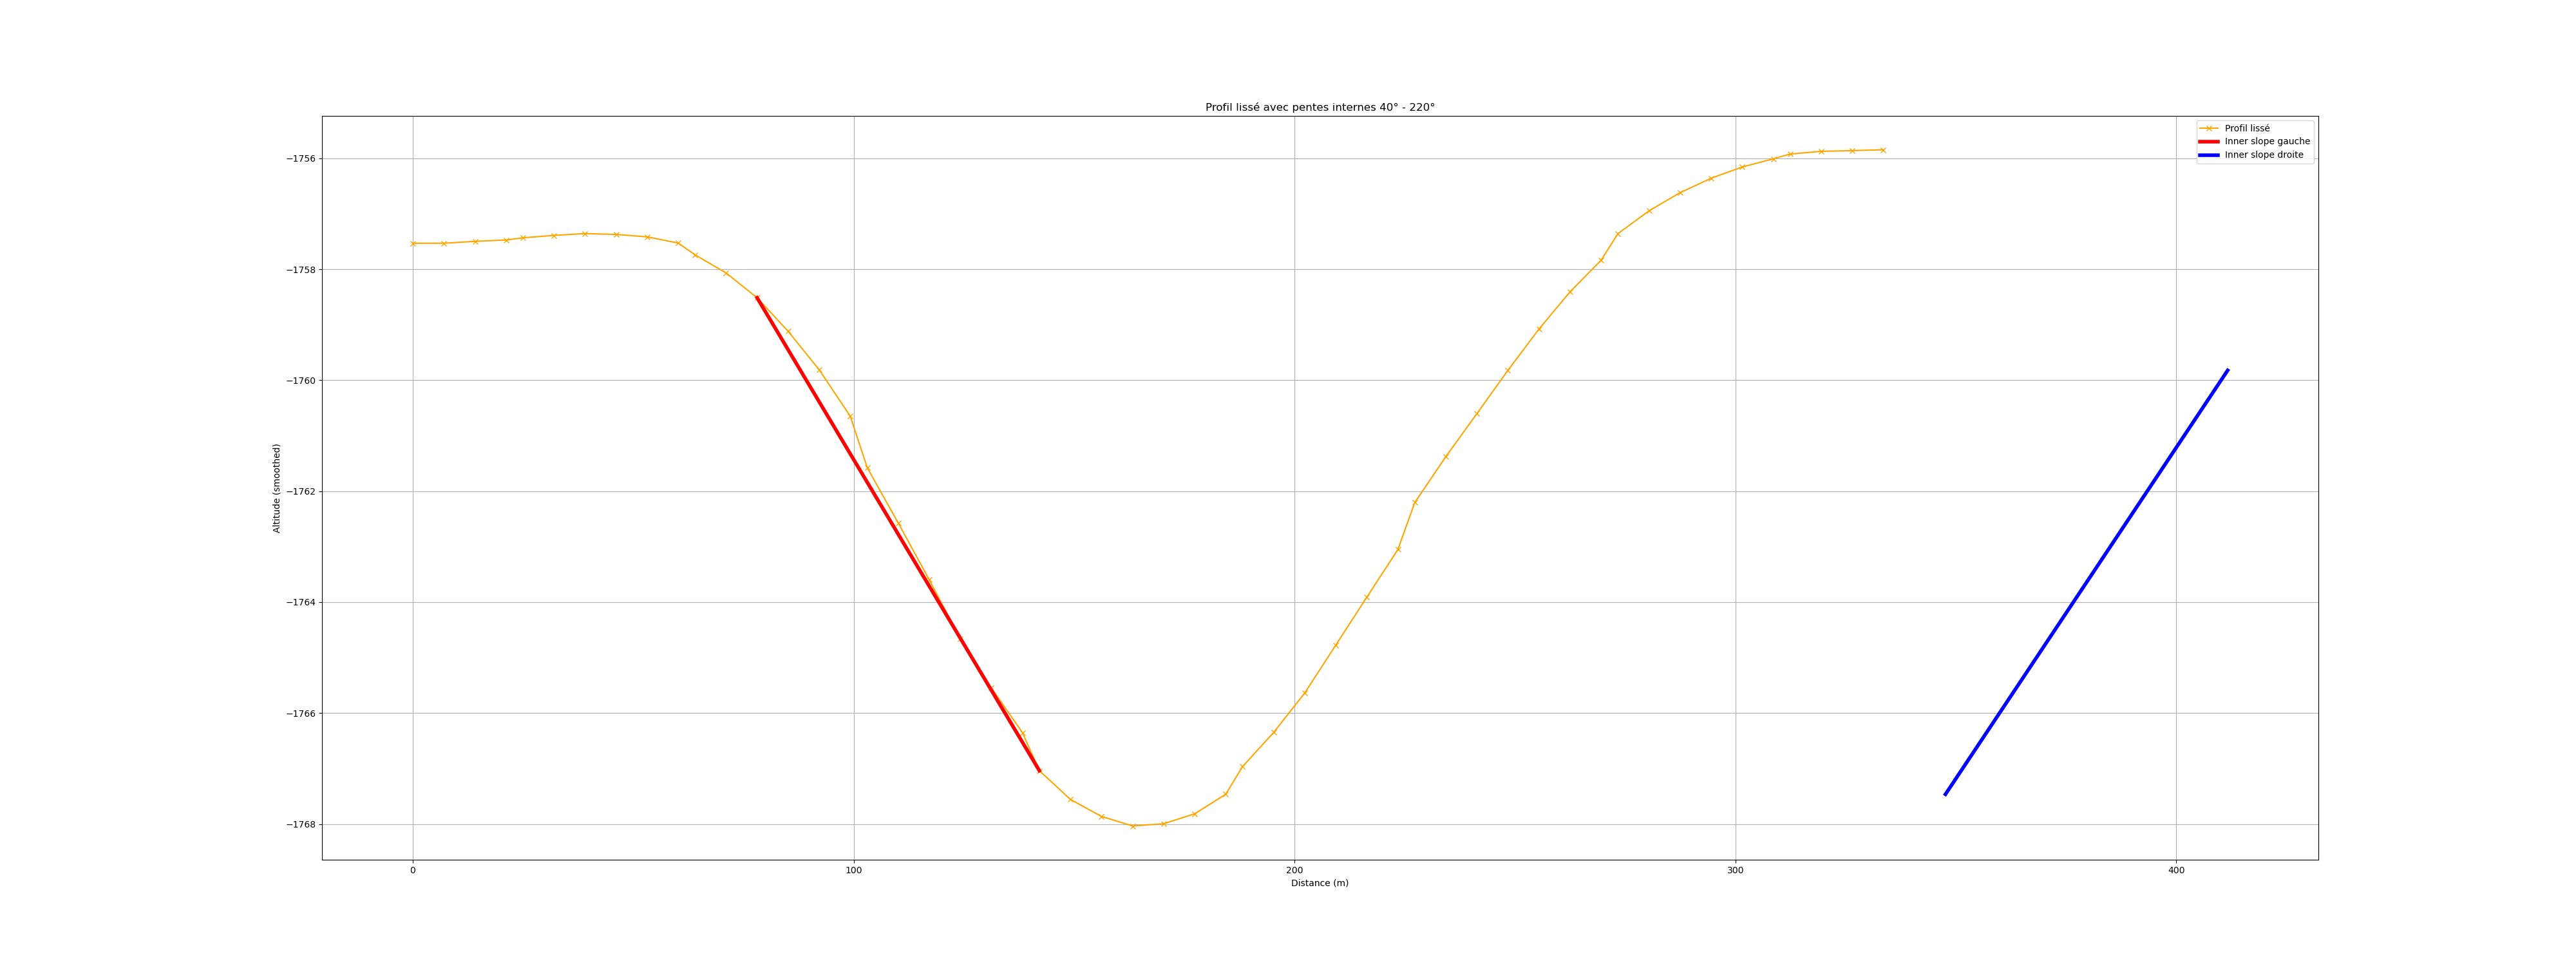 Profil lissé avec pentes internes 40° - 220°
Profil lissé
Inner slope gauche
Inner slope droite
−1756
−1758
−1760
−1762
−1764
−1766
−1768
Altitude (smoothed)
0
100
200
300
400
Distance (m)